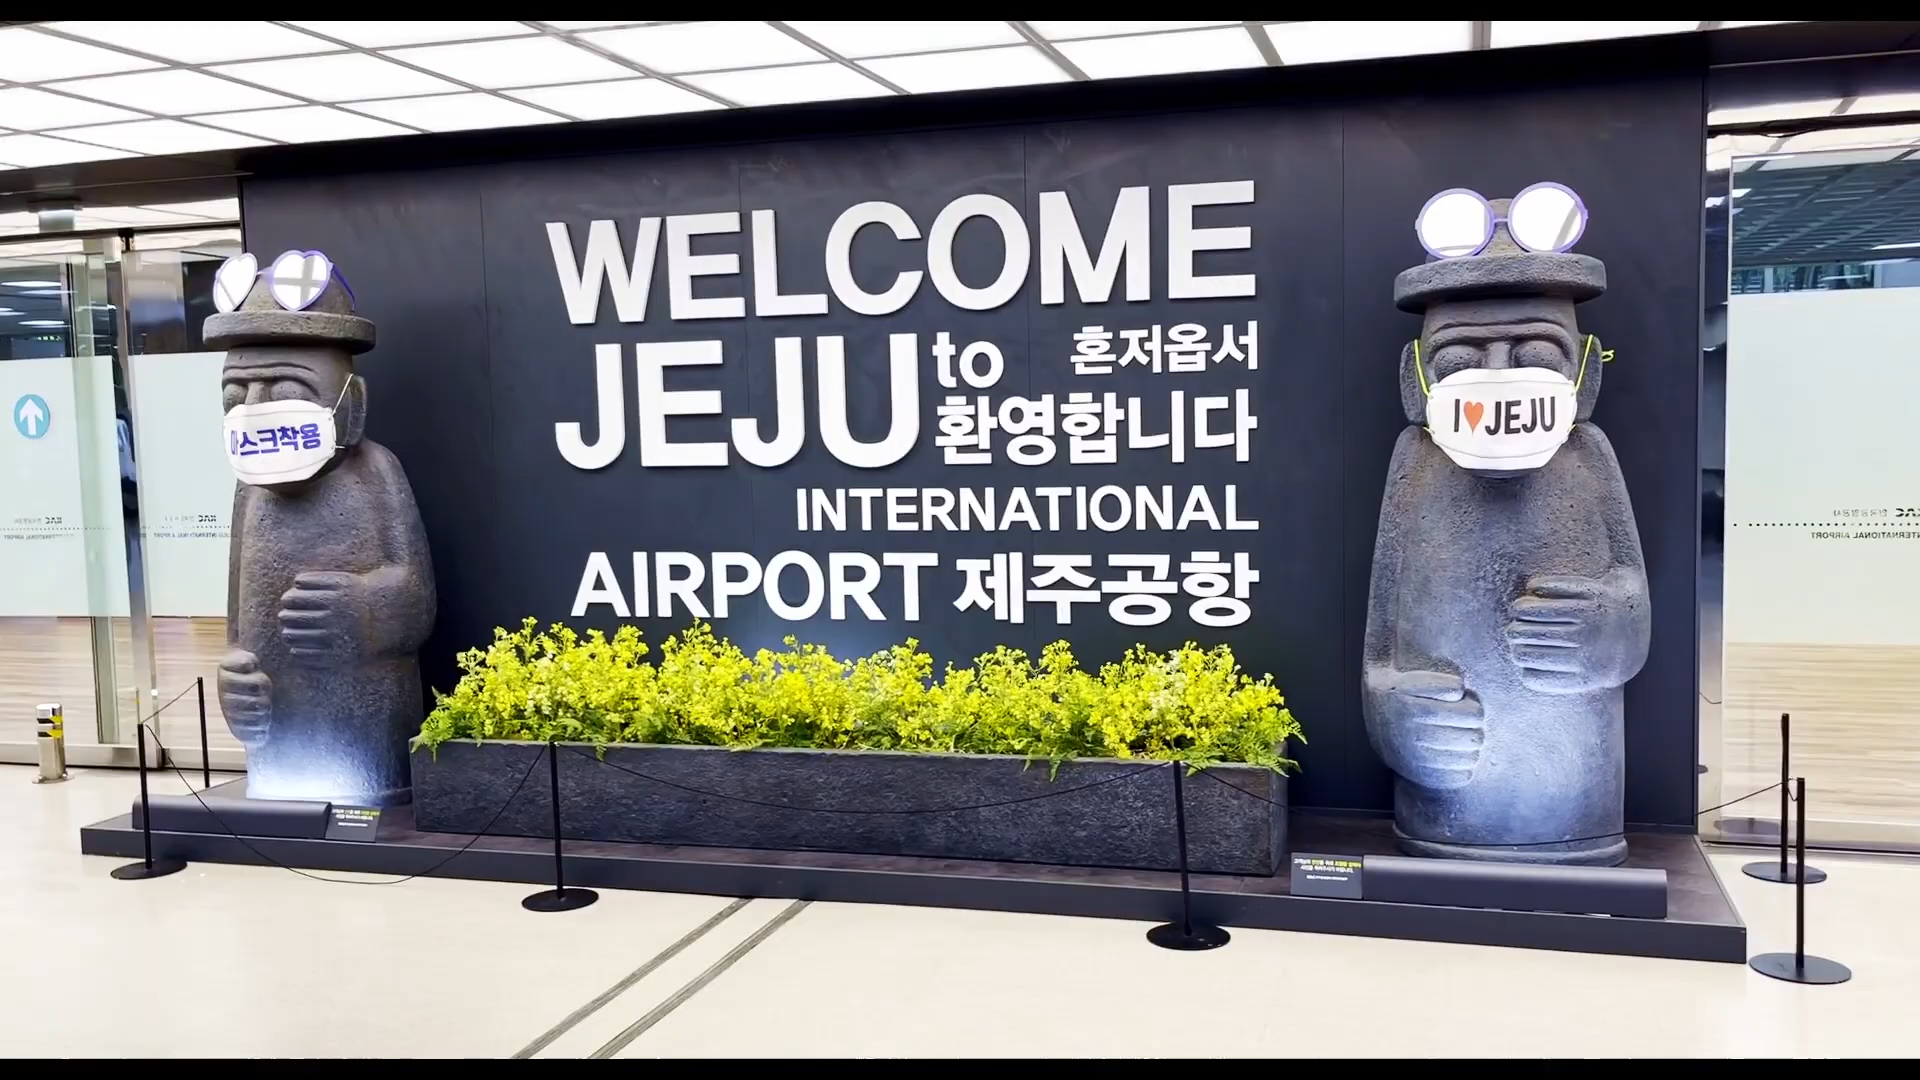 WELCOME
JEJU to 혼저옵서
환영합니다
INTERNATIONAL
AIRPORT 제주공항
마스크착용
I♥JEJU